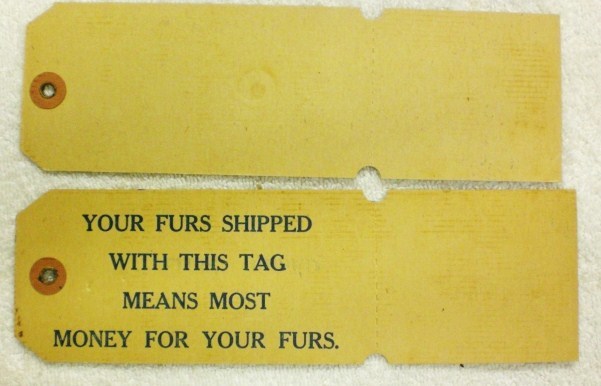 YOUR FURS SHIPPED
WITH THIS TAG
MEANS MOST
MONEY FOR YOUR FURS.